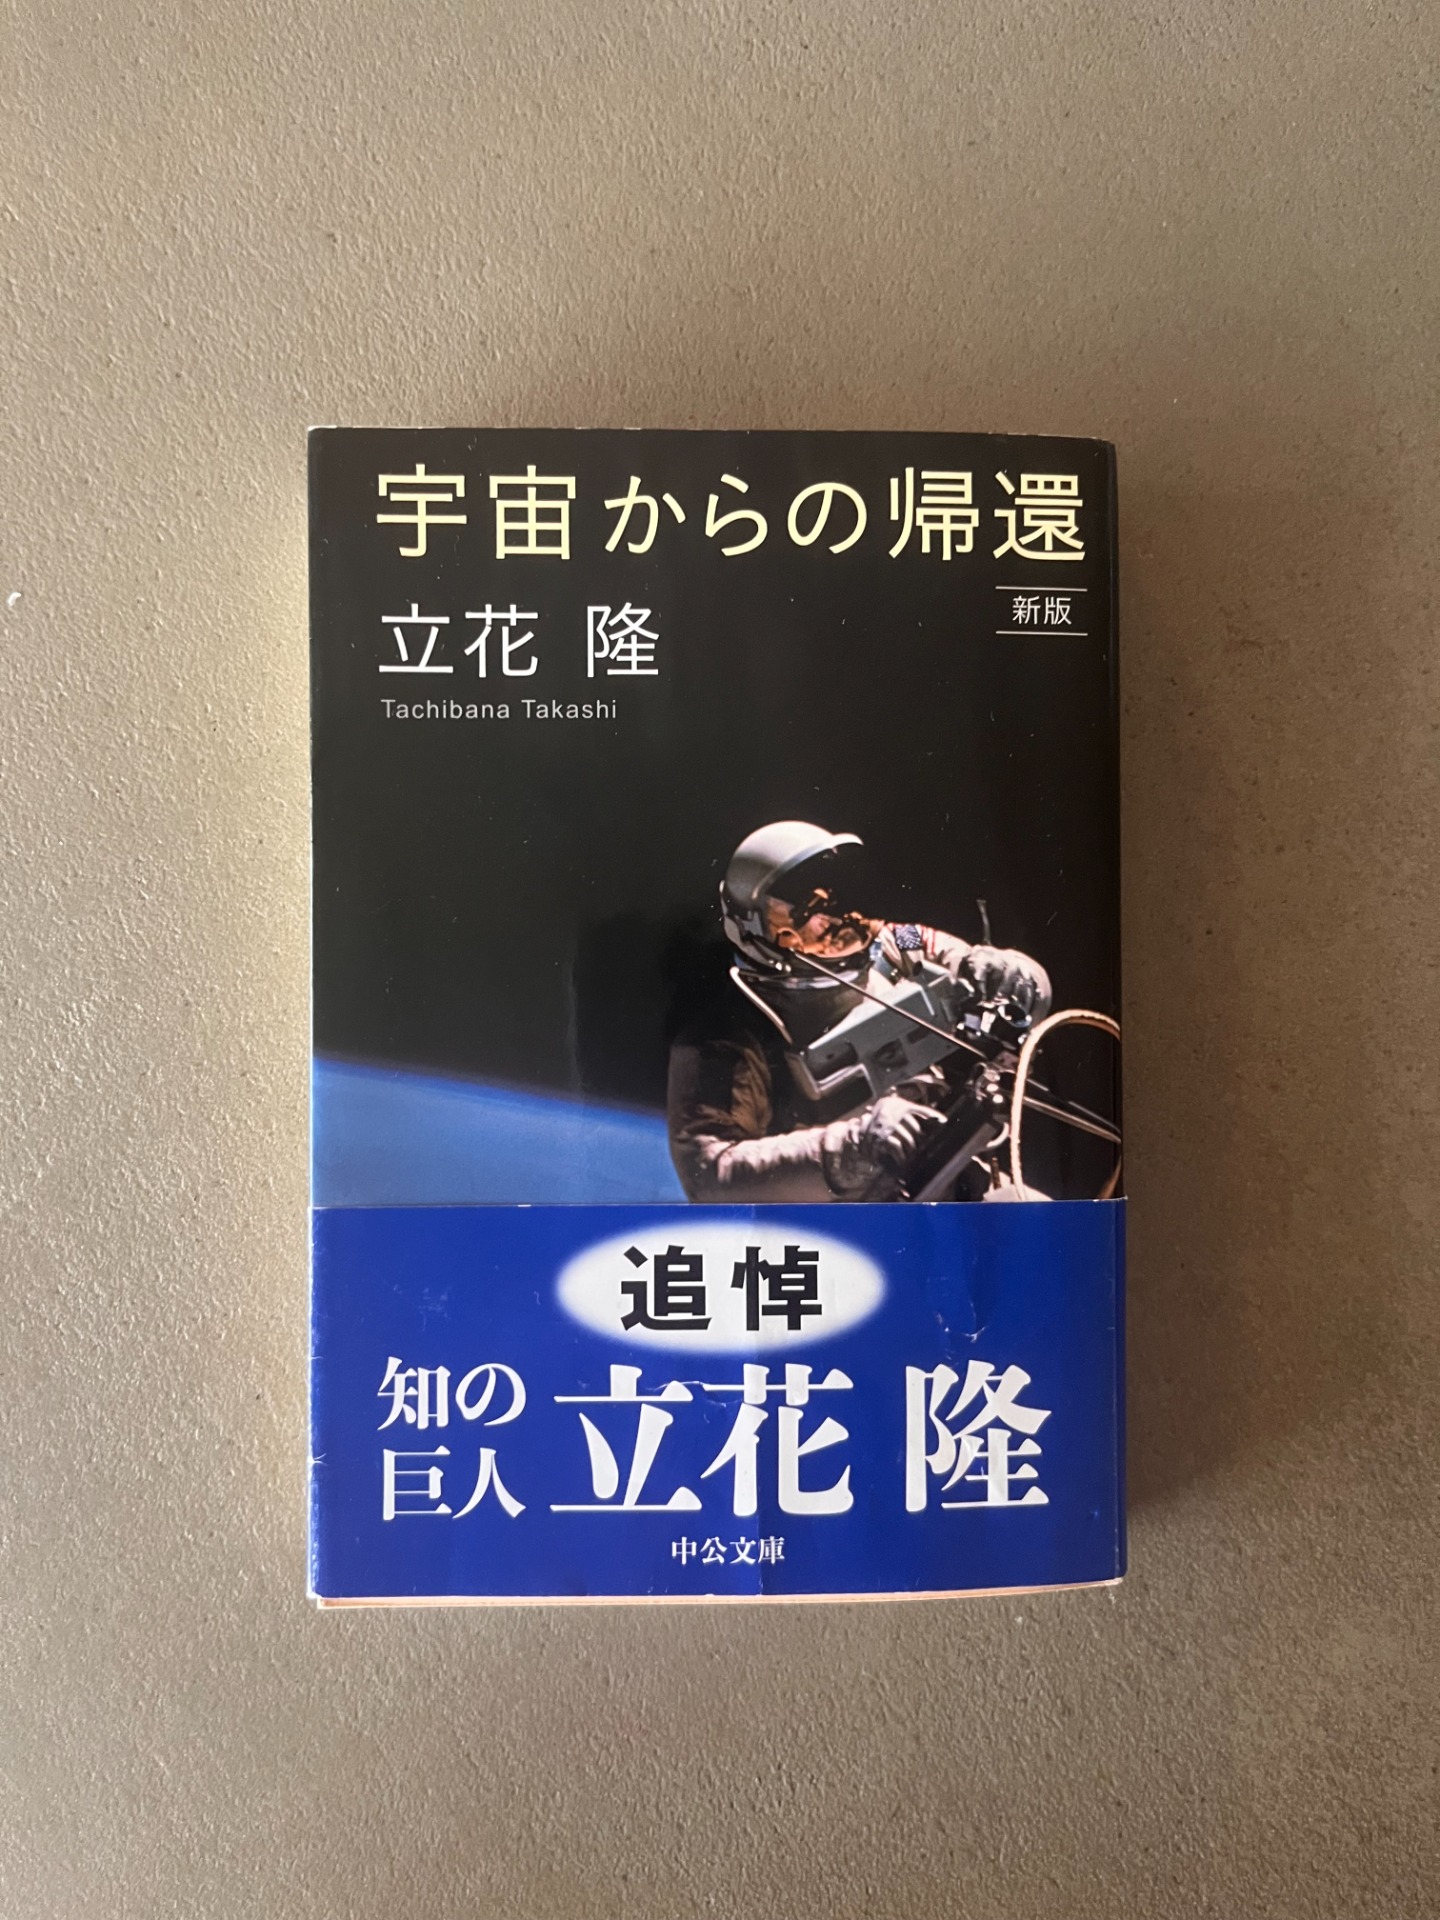 宇宙からの帰還
新版
立花 隆
Tachibana Takashi
追悼
知の
巨人
立花 隆
中公文庫